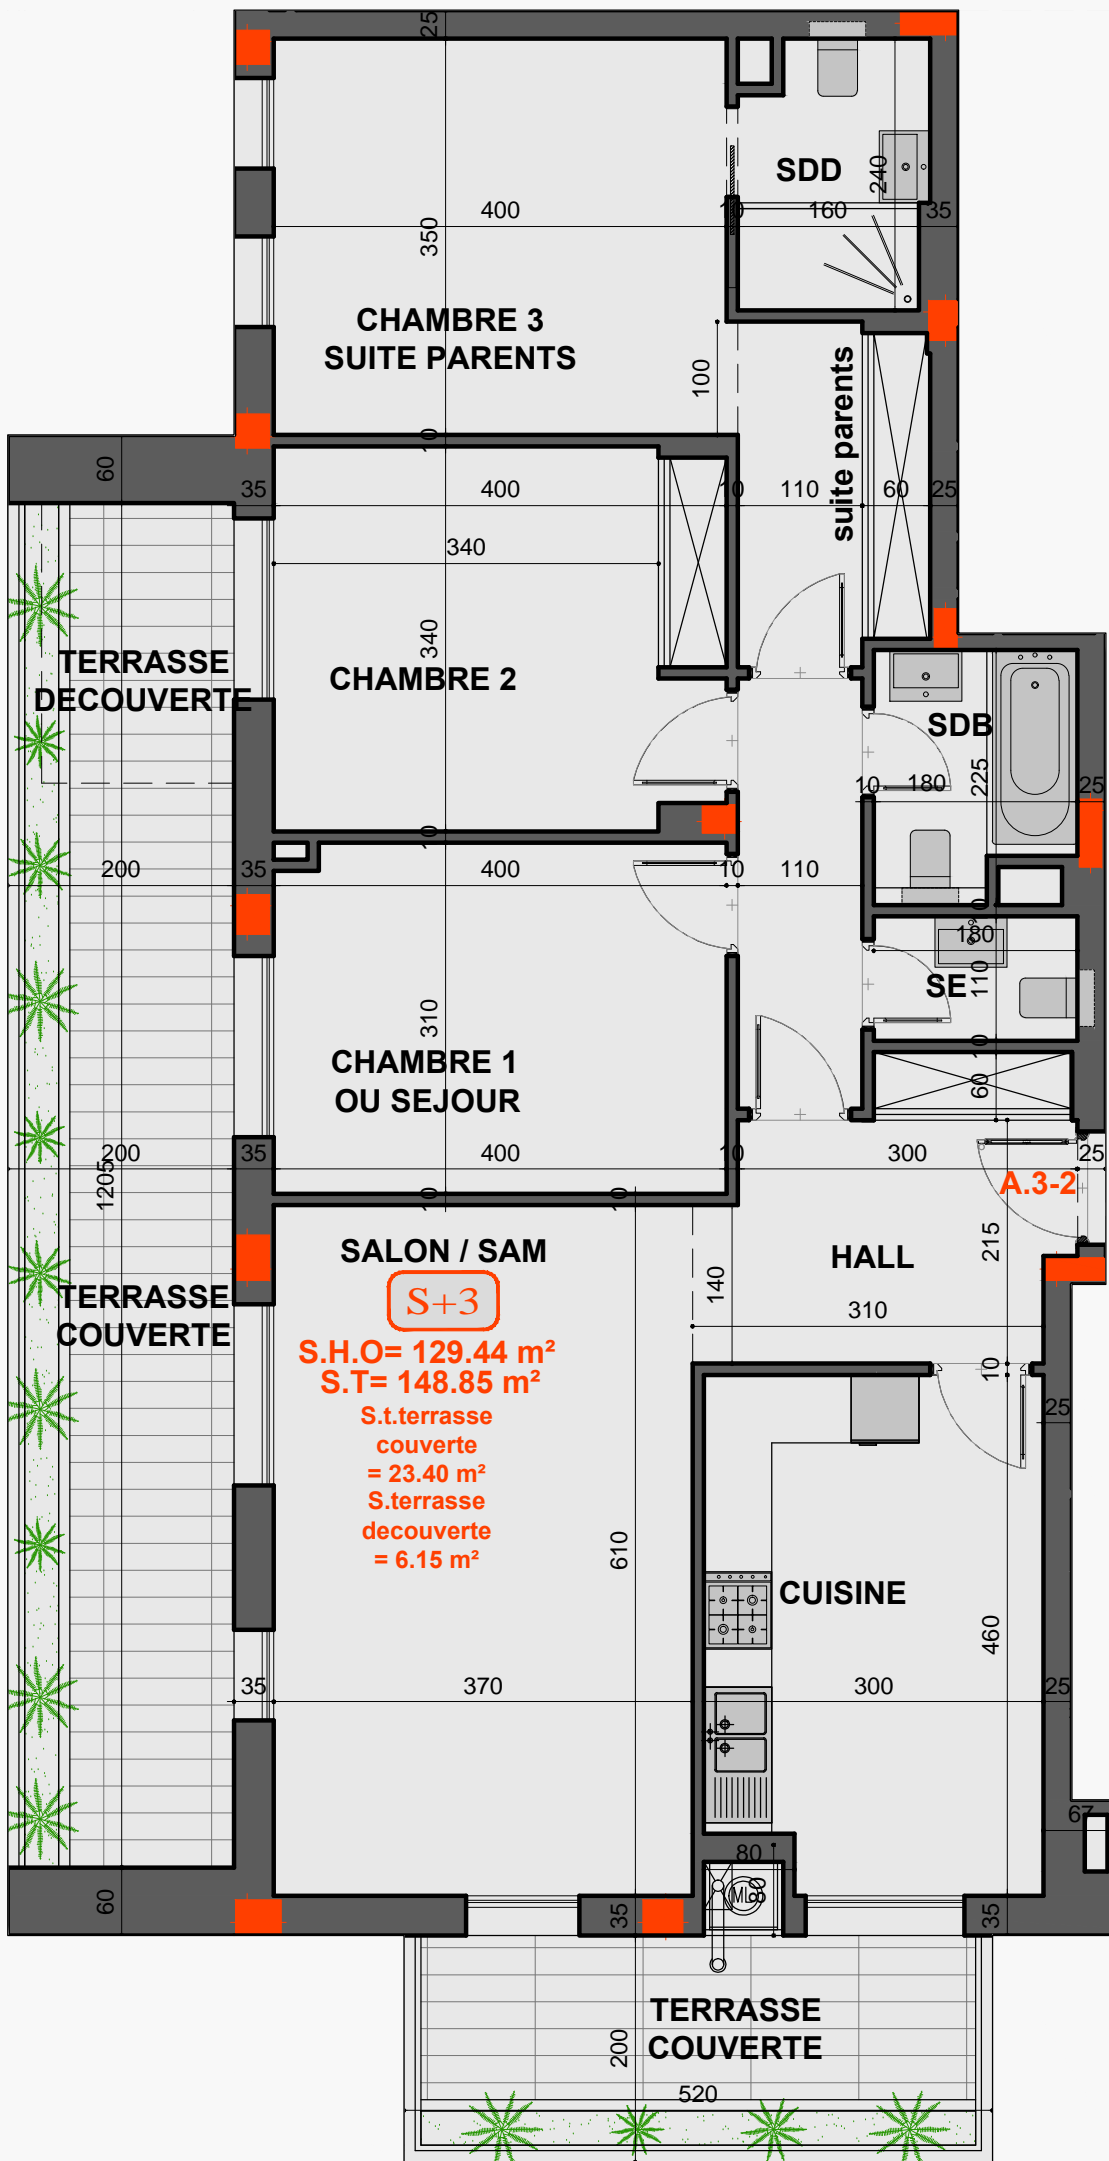 25
SDD
240
400
10
160
35
350
CHAMBRE 3
SUITE PARENTS
100
suite parents
10
60
35
400
10
110
60
25
340
340
CHAMBRE 2
TERRASSE
DECOUVERTE
SDB
225
10
180
25
10
200
35
400
10
110
10
180
SE
110
310
CHAMBRE 1
OU SEJOUR
10
60
200
35
400
10
300
25
1205
A.3-2
10
10
215
SALON / SAM
HALL
S+3
140
TERRASSE
COUVERTE
310
S.H.O= 129.44 m²
S.T= 148.85 m²
10
S.t.terrasse
couverte
= 23.40 m²
25
S.terrasse
decouverte
= 6.15 m²
610
CUISINE
460
35
370
300
25
67
80
ML
80
60
35
35
TERRASSE
COUVERTE
200
520